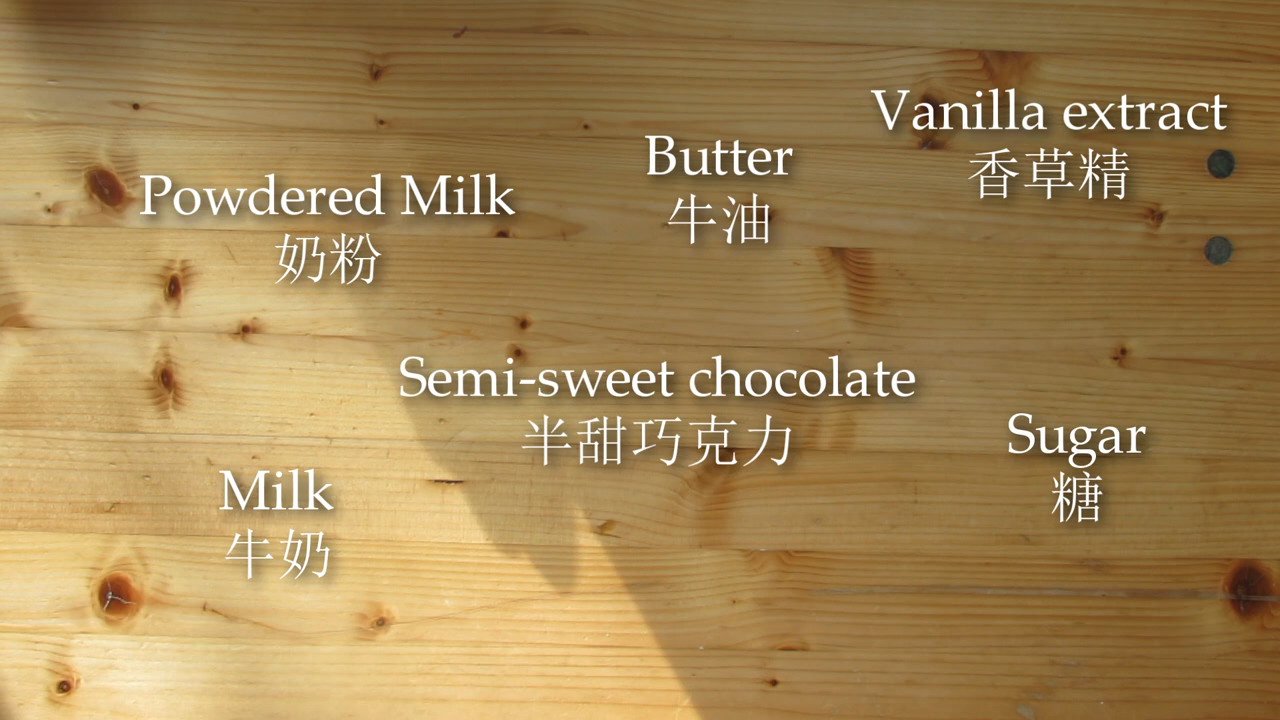 Vanilla extract
香草精
Butter
牛油
Powdered Milk
奶粉
Semi-sweet chocolate
半甜巧克力
Sugar
糖
Milk
牛奶